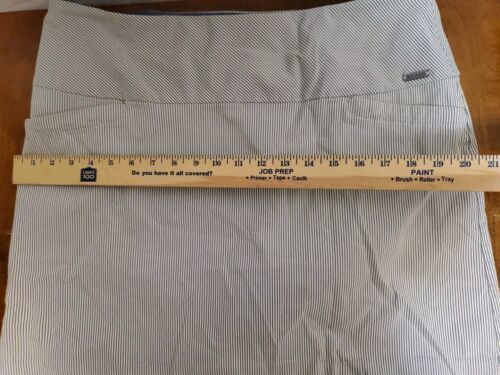 1 2 3 4 5 6 7 8 9 10 11 12 13 14 15 16 17 18 19 20 21
100
Do you have it all covered?
JOB PREP
• Primer • Tape • Caulk
PAINT
• Brush • Roller • Tray